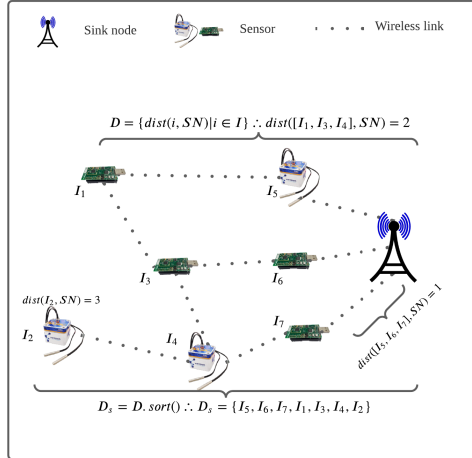 Sink node Sensor Wireless link
D = {dist(i, SN)|i ∈ I} ∴ dist([I₁, I₃, I₄], SN) = 2
I₁
I₅
I₃
I₆
dist(I₂, SN) = 3
I₂
I₄
I₇
dist([I₅, I₆, I₇], SN) = 1
Dₛ = D. sort() ∴ Dₛ = {I₅, I₆, I₇, I₁, I₃, I₄, I₂}